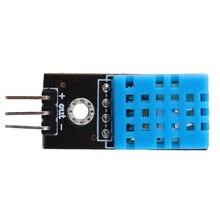 + out -